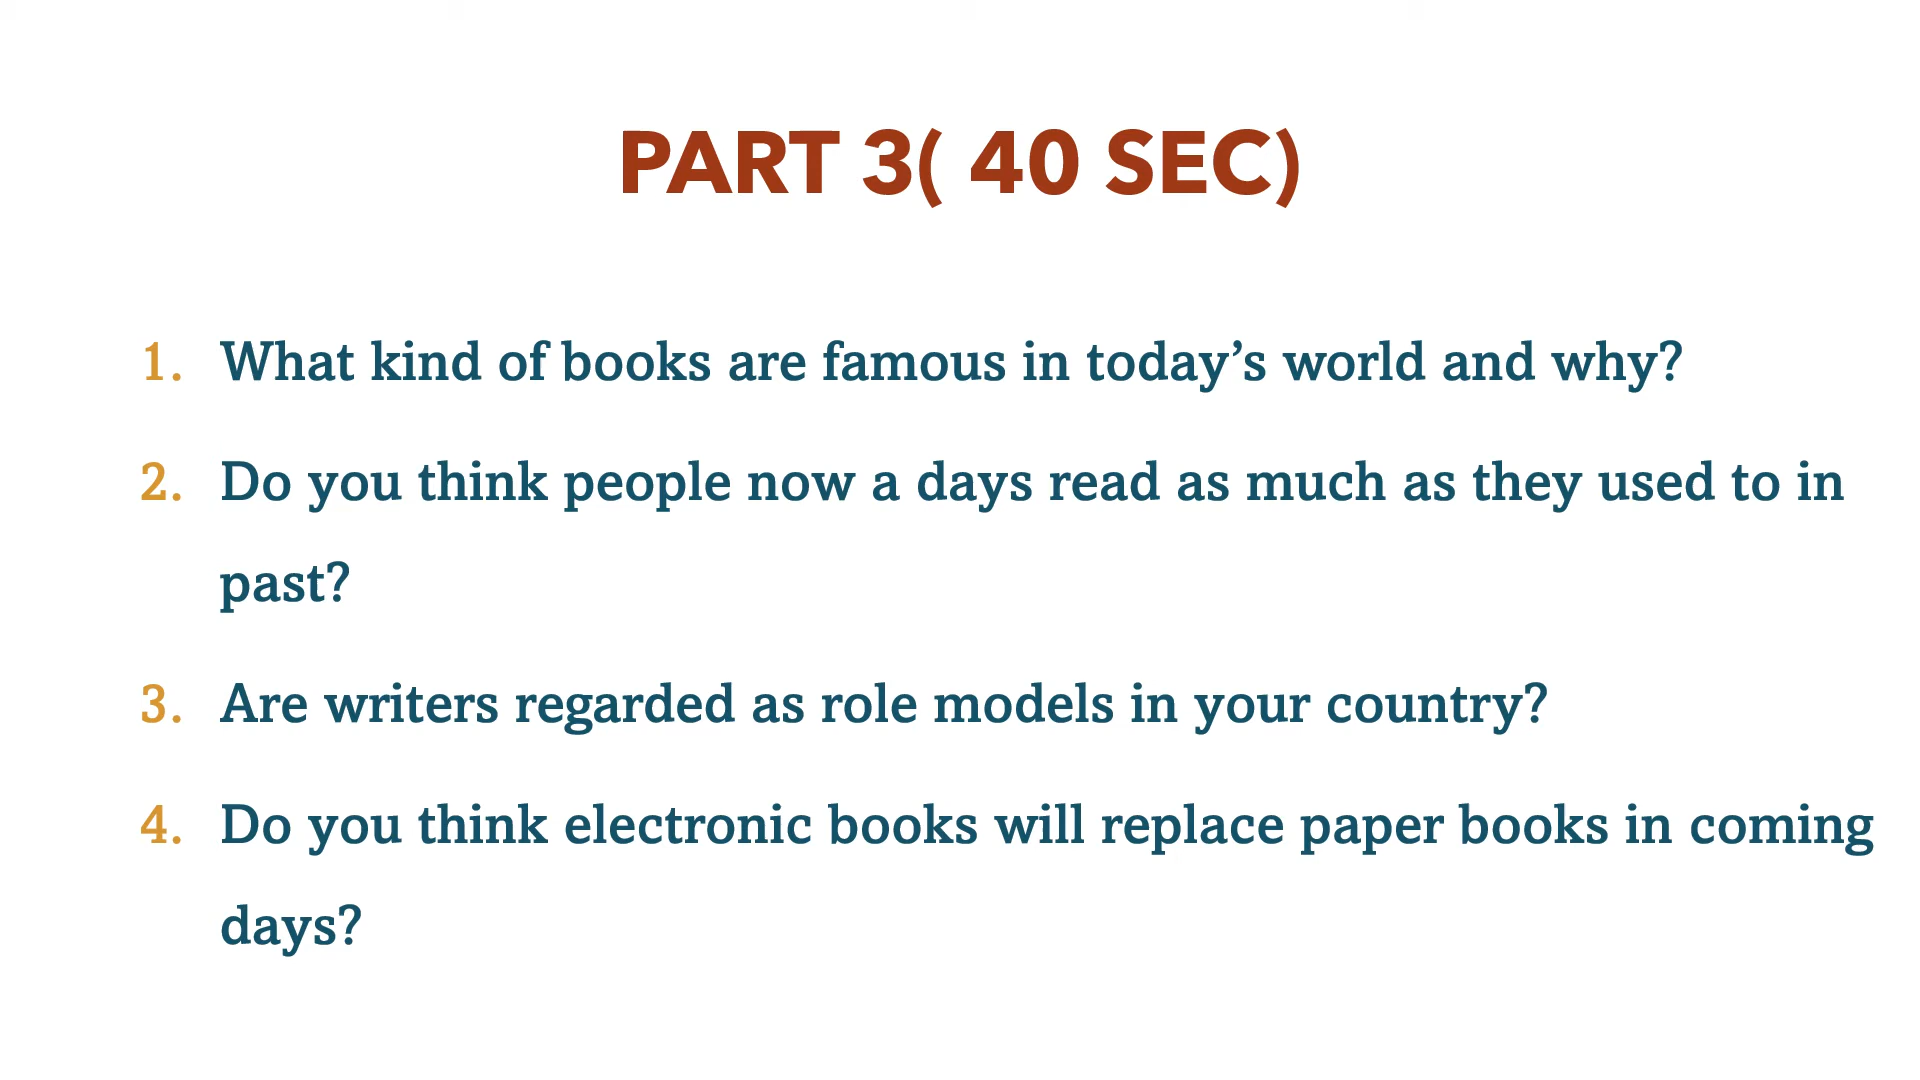 PART 3( 40 SEC)
1. What kind of books are famous in today’s world and why?
2. Do you think people now a days read as much as they used to in
past?
3. Are writers regarded as role models in your country?
4. Do you think electronic books will replace paper books in coming
days?